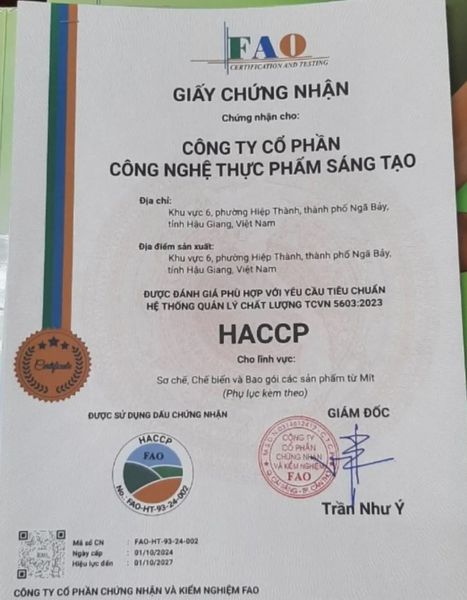 FAO
CERTIFICATION AND TESTING
GIẤY CHỨNG NHẬN
Chứng nhận cho:
CÔNG TY CỔ PHẦN
CÔNG NGHỆ THỰC PHẨM SÁNG TẠO
Địa chỉ:
Khu vực 6, phường Hiệp Thành, thành phố Ngã Bảy,
tỉnh Hậu Giang, Việt Nam
Địa điểm sản xuất:
Khu vực 6, phường Hiệp Thành, thành phố Ngã Bảy,
tỉnh Hậu Giang, Việt Nam
ĐƯỢC ĐÁNH GIÁ PHÙ HỢP VỚI YÊU CẦU TIÊU CHUẨN
HỆ THỐNG QUẢN LÝ CHẤT LƯỢNG TCVN 5603:2023
HACCP
Cho lĩnh vực:
Sơ chế, Chế biến và Bao gói các sản phẩm từ Mít
(Phụ lục kèm theo)
Certificate
ĐƯỢC SỬ DỤNG DẤU CHỨNG NHẬN
HACCP
FAO
No.: FAO-HT-93-24-002
GIÁM ĐỐC
CÔNG TY
CỔ PHẦN
CHỨNG NHẬN
VÀ KIỂM NGHIỆM
FAO
Trần Như Ý
Mã số CN : FAO-HT-93-24-002
Ngày cấp : 01/10/2024
Hiệu lực đến : 01/10/2027
CÔNG TY CỔ PHẦN CHỨNG NHẬN VÀ KIỂM NGHIỆM FAO